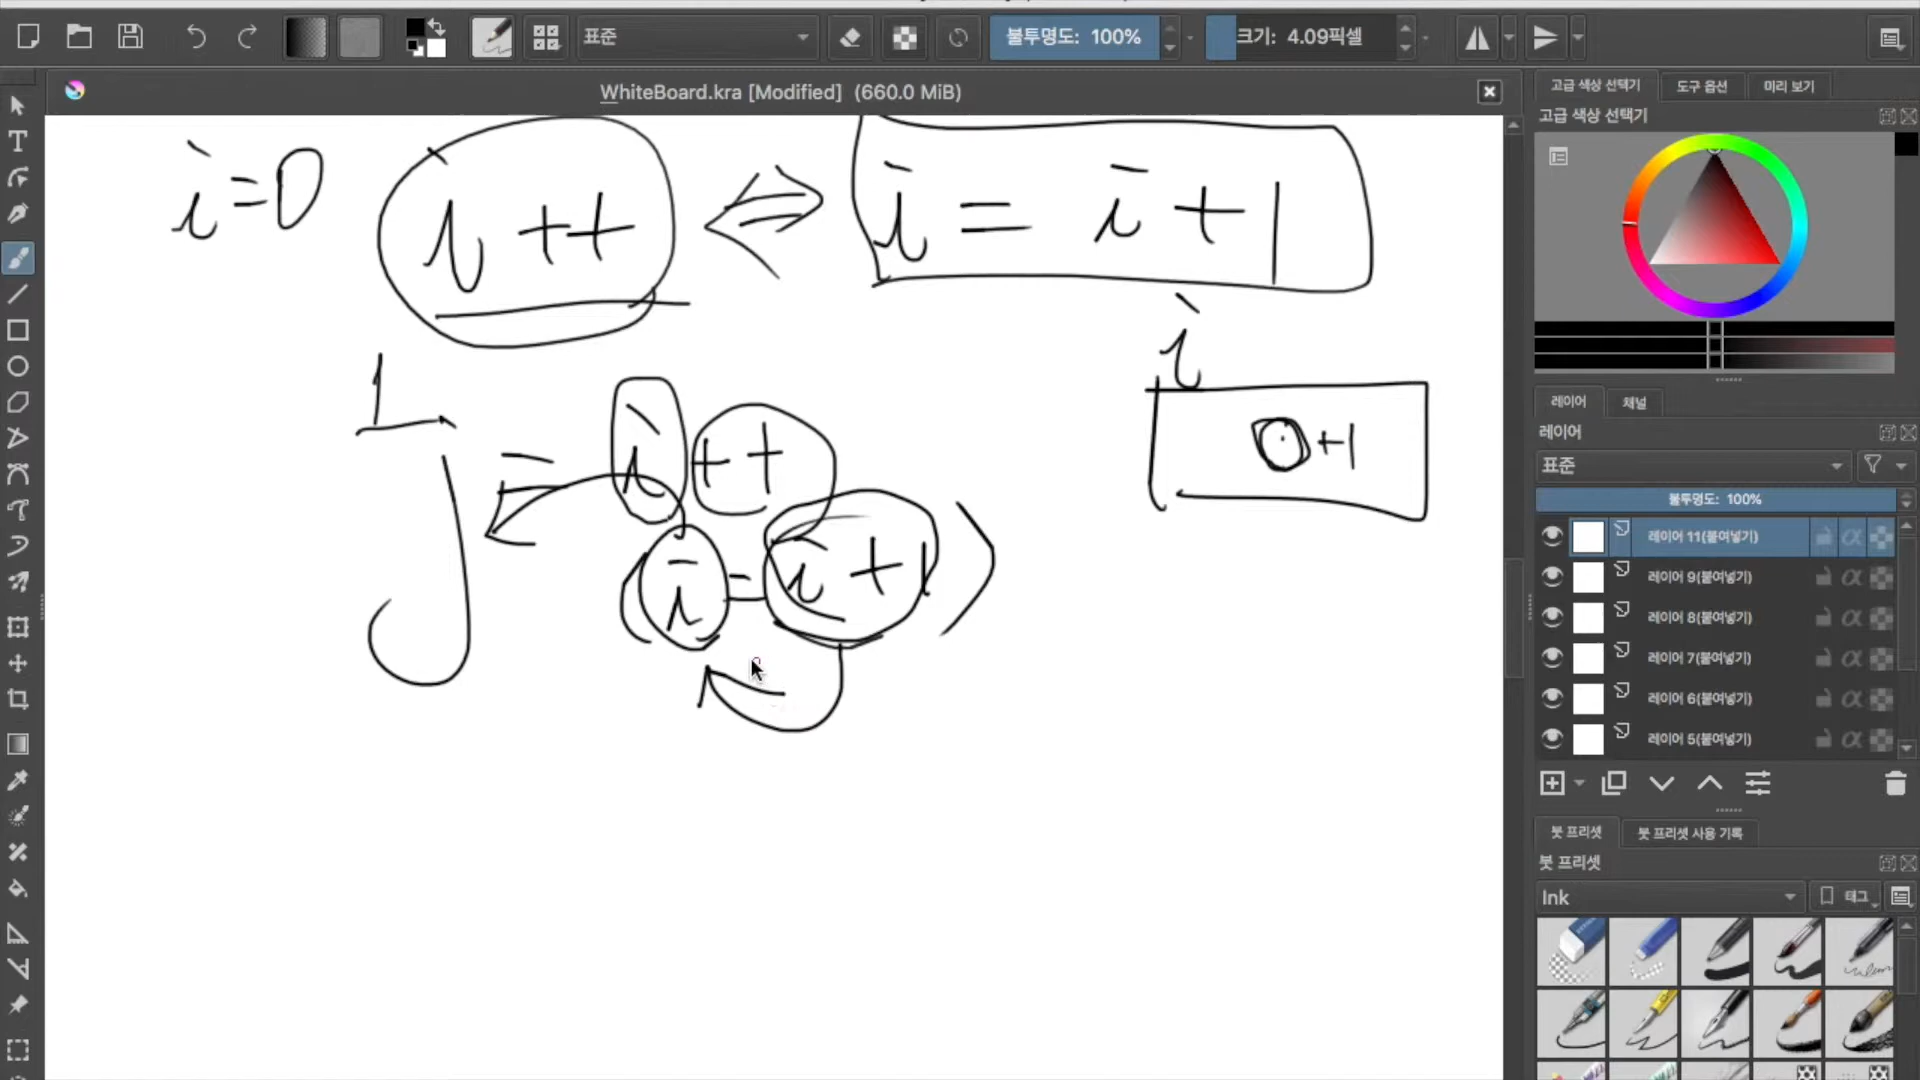 불투명도: 100%
크기: 4.09픽셀
표준
WhiteBoard.kra [Modified] (660.0 MiB)
고급 색상 선택기
도구 옵션
미리 보기
고급 색상 선택기
i=0
i++
i = i+1
i
0+1
i++
(i=i+1)
레이어
채널
레이어
표준
불투명도: 100%
레이어 11(붙여넣기)
레이어 9(붙여넣기)
레이어 8(붙여넣기)
레이어 7(붙여넣기)
레이어 6(붙여넣기)
레이어 5(붙여넣기)
붓 프리셋
붓 프리셋 사용 기록
붓 프리셋
Ink
태그